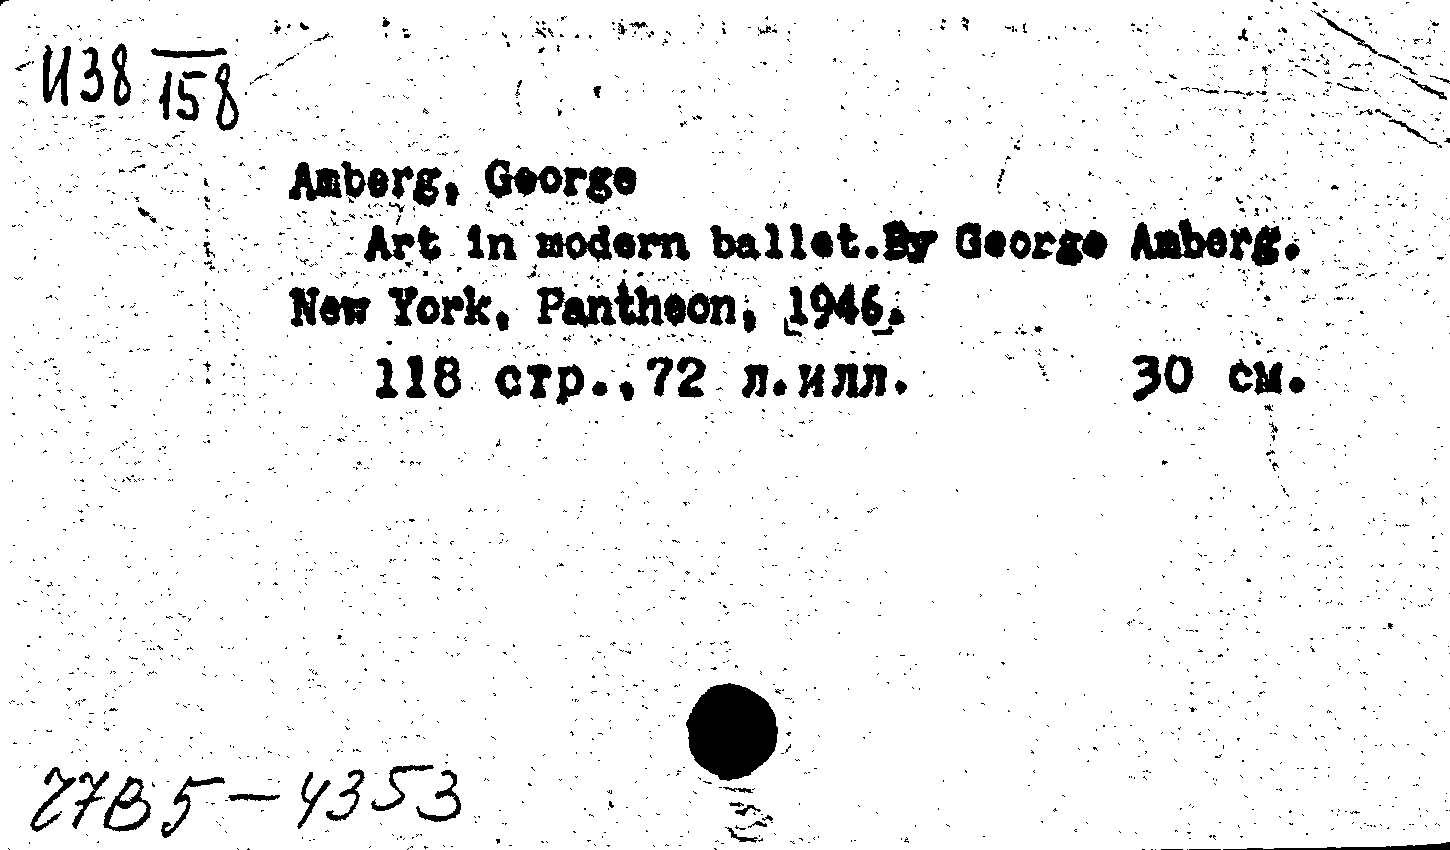 И38 158
Amberg, George
Art in modern ballet.By George Amberg.
New York, Pantheon, [1946].
118 стр.,72 л.илл. 30 см.
77В5-4353